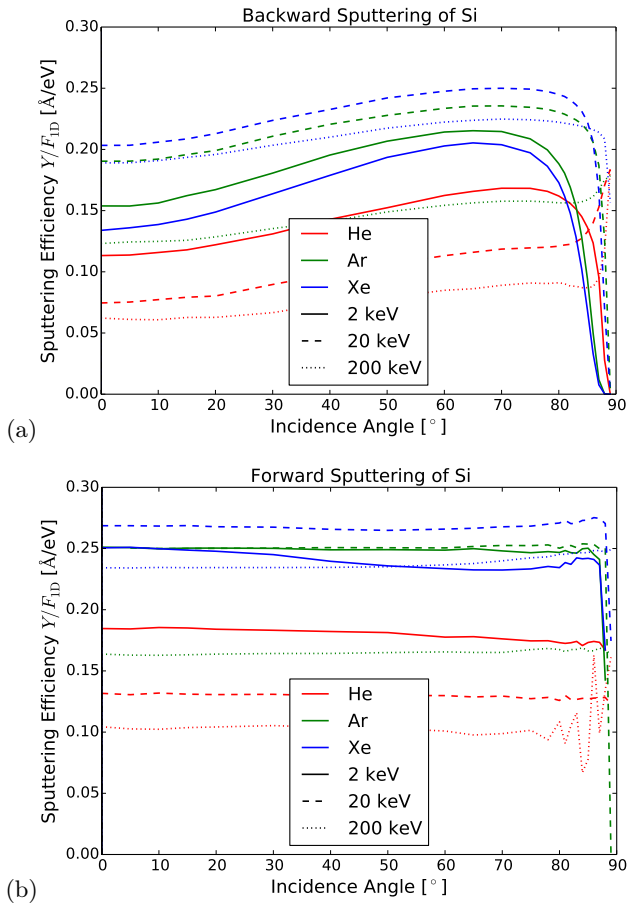 Backward Sputtering of Si
0.30
0.25
0.20
0.15
0.10
0.05
0.00
Sputtering Efficiency Y/F1D [Å/eV]
He
Ar
Xe
2 keV
20 keV
200 keV
0 10 20 30 40 50 60 70 80 90
Incidence Angle [°]
(a)
Forward Sputtering of Si
0.30
0.25
0.20
0.15
0.10
0.05
0.00
Sputtering Efficiency Y/F1D [Å/eV]
He
Ar
Xe
2 keV
20 keV
200 keV
0 10 20 30 40 50 60 70 80 90
Incidence Angle [°]
(b)